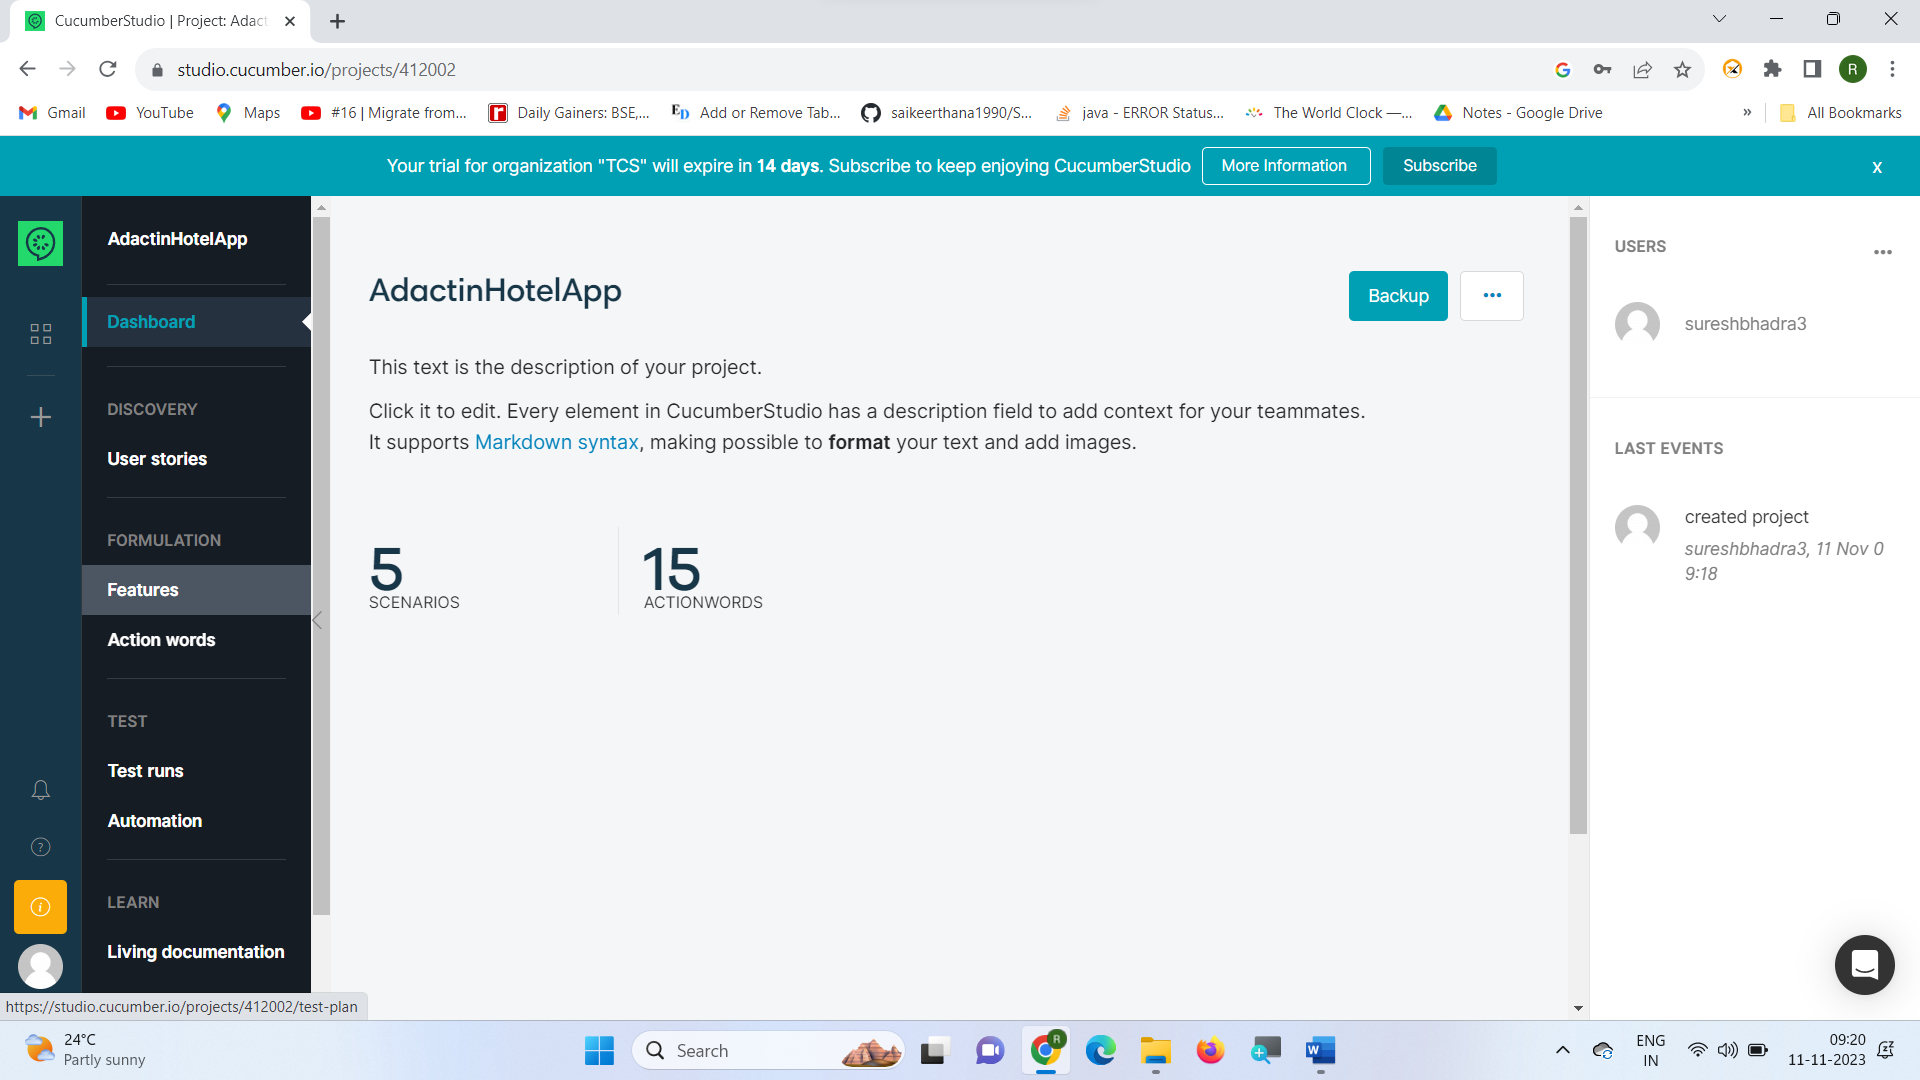 CucumberStudio | Project: Adact
studio.cucumber.io/projects/412002
R
Gmail
YouTube
Maps
#16 | Migrate from...
Daily Gainers: BSE,...
Add or Remove Tab...
saikeerthana1990/S...
java - ERROR Status...
The World Clock —...
Notes - Google Drive
»
All Bookmarks
Your trial for organization "TCS" will expire in 14 days. Subscribe to keep enjoying CucumberStudio
More Information
Subscribe
x
AdactinHotelApp
Dashboard
DISCOVERY
User stories
FORMULATION
Features
Action words
TEST
Test runs
Automation
LEARN
Living documentation
AdactinHotelApp
Backup
This text is the description of your project.
Click it to edit. Every element in CucumberStudio has a description field to add context for your teammates.
It supports Markdown syntax, making possible to format your text and add images.
5
SCENARIOS
15
ACTIONWORDS
USERS
sureshbhadra3
LAST EVENTS
created project
sureshbhadra3, 11 Nov 0
9:18
https://studio.cucumber.io/projects/412002/test-plan
24°C
Partly sunny
Search
ENG
IN
09:20
11-11-2023